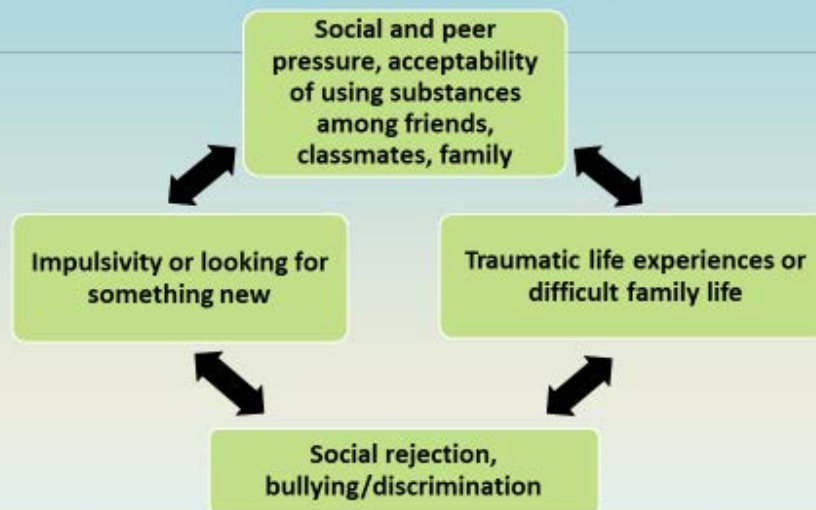 Social and peer
pressure, acceptability
of using substances
among friends,
classmates, family
Impulsivity or looking for
something new
Traumatic life experiences or
difficult family life
Social rejection,
bullying/discrimination